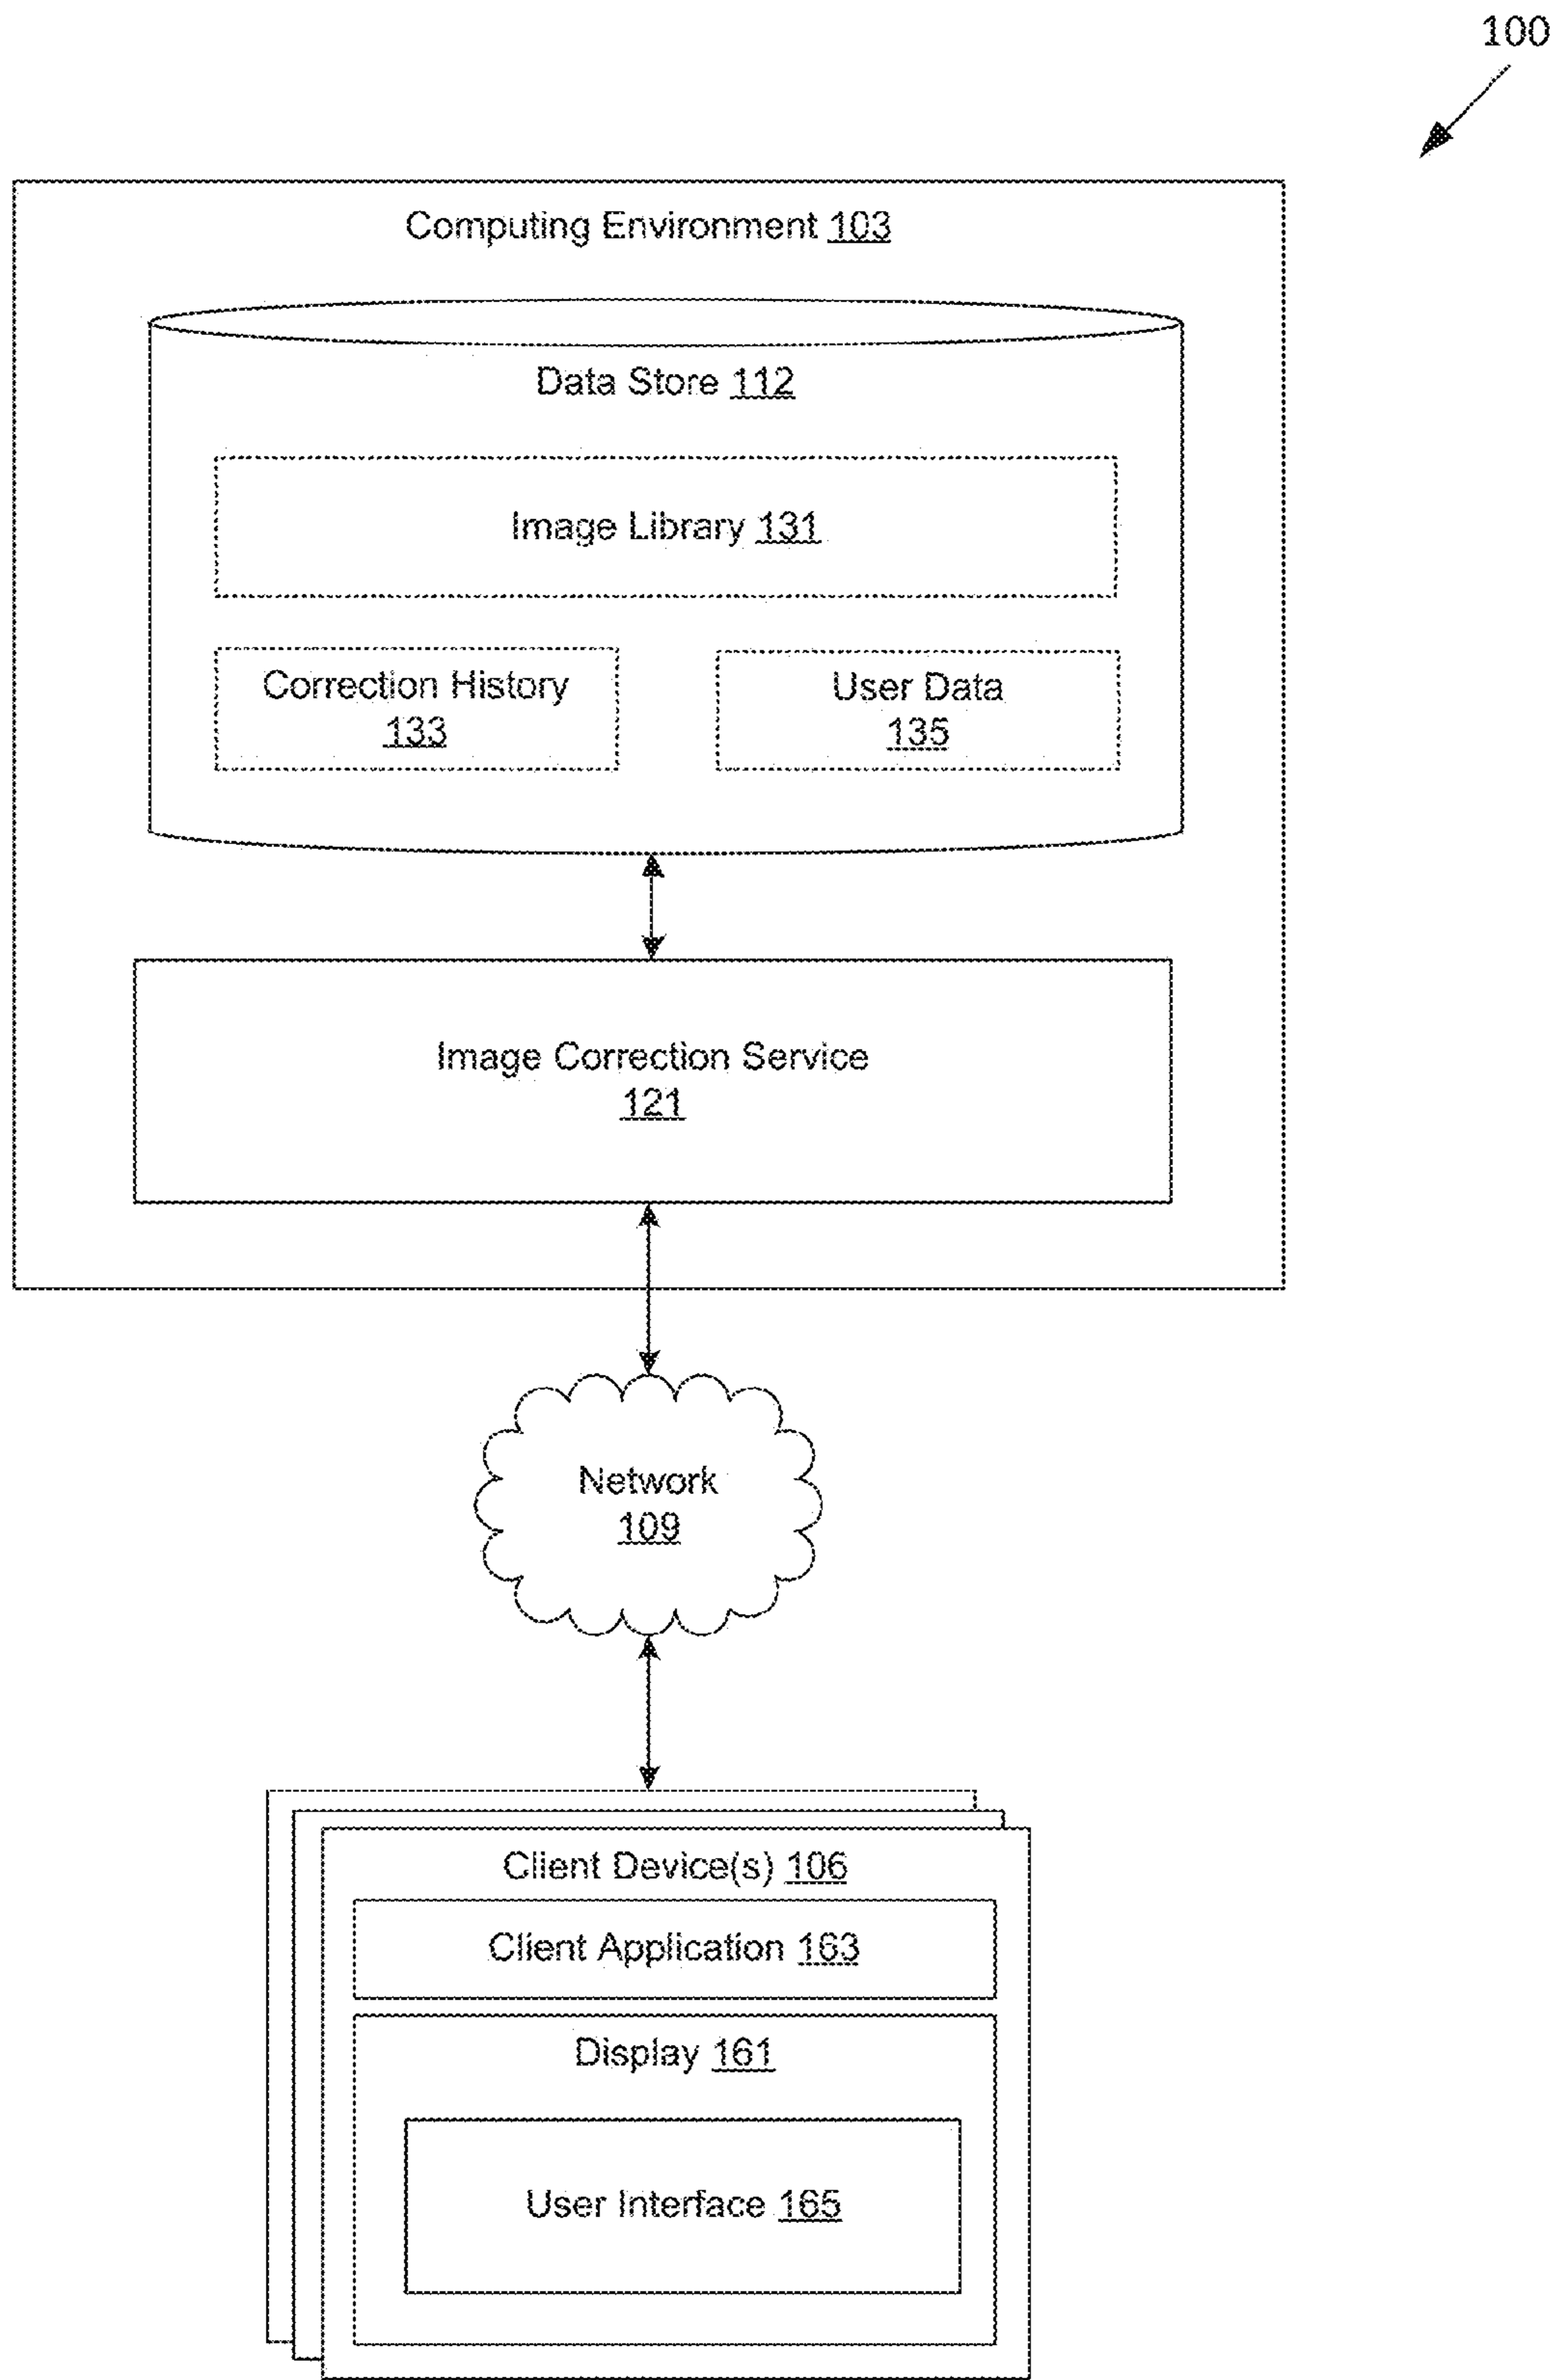 100
Computing Environment 103
Data Store 112
Image Library 131
Correction History
133
User Data
135
Image Correction Service
121
Network
109
Client Device(s) 106
Client Application 163
Display 161
User Interface 165